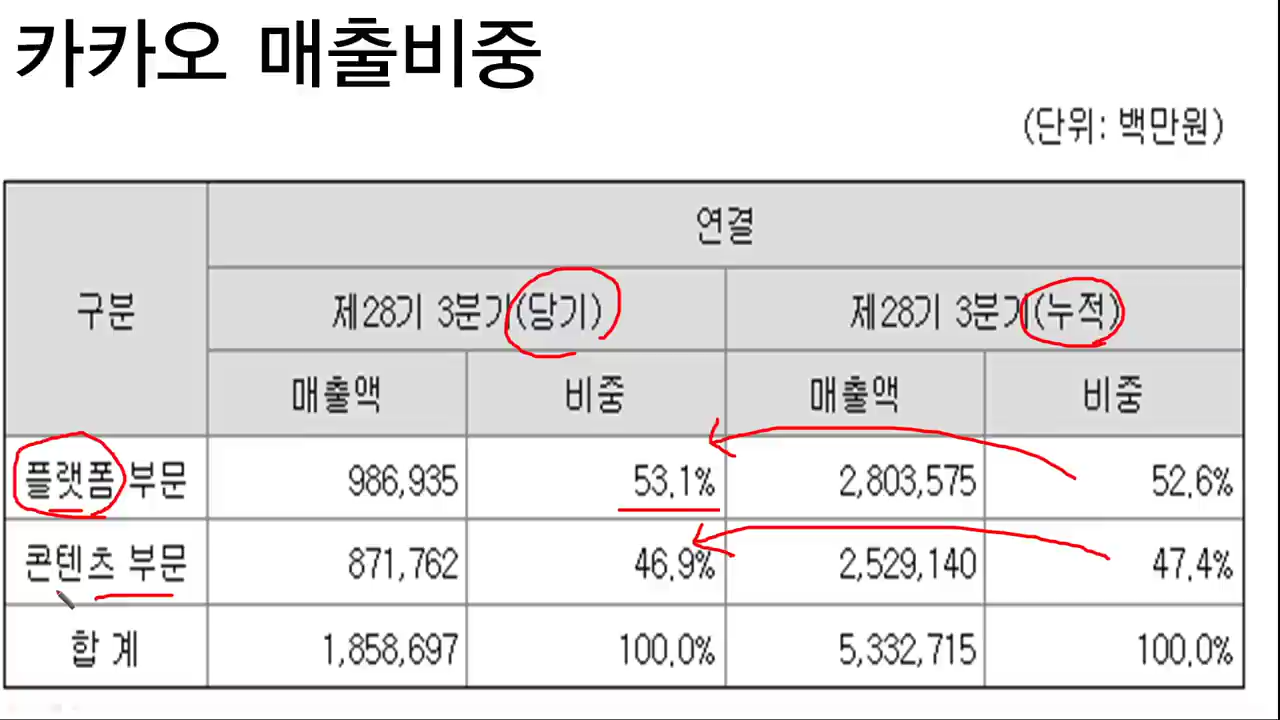 카카오 매출비중
(단위: 백만원)
구분 연결
제28기 3분기(당기) 제28기 3분기(누적)
매출액 비중 매출액 비중
플랫폼 부문 986,935 53.1% 2,803,575 52.6%
콘텐츠 부문 871,762 46.9% 2,529,140 47.4%
합 계 1,858,697 100.0% 5,332,715 100.0%